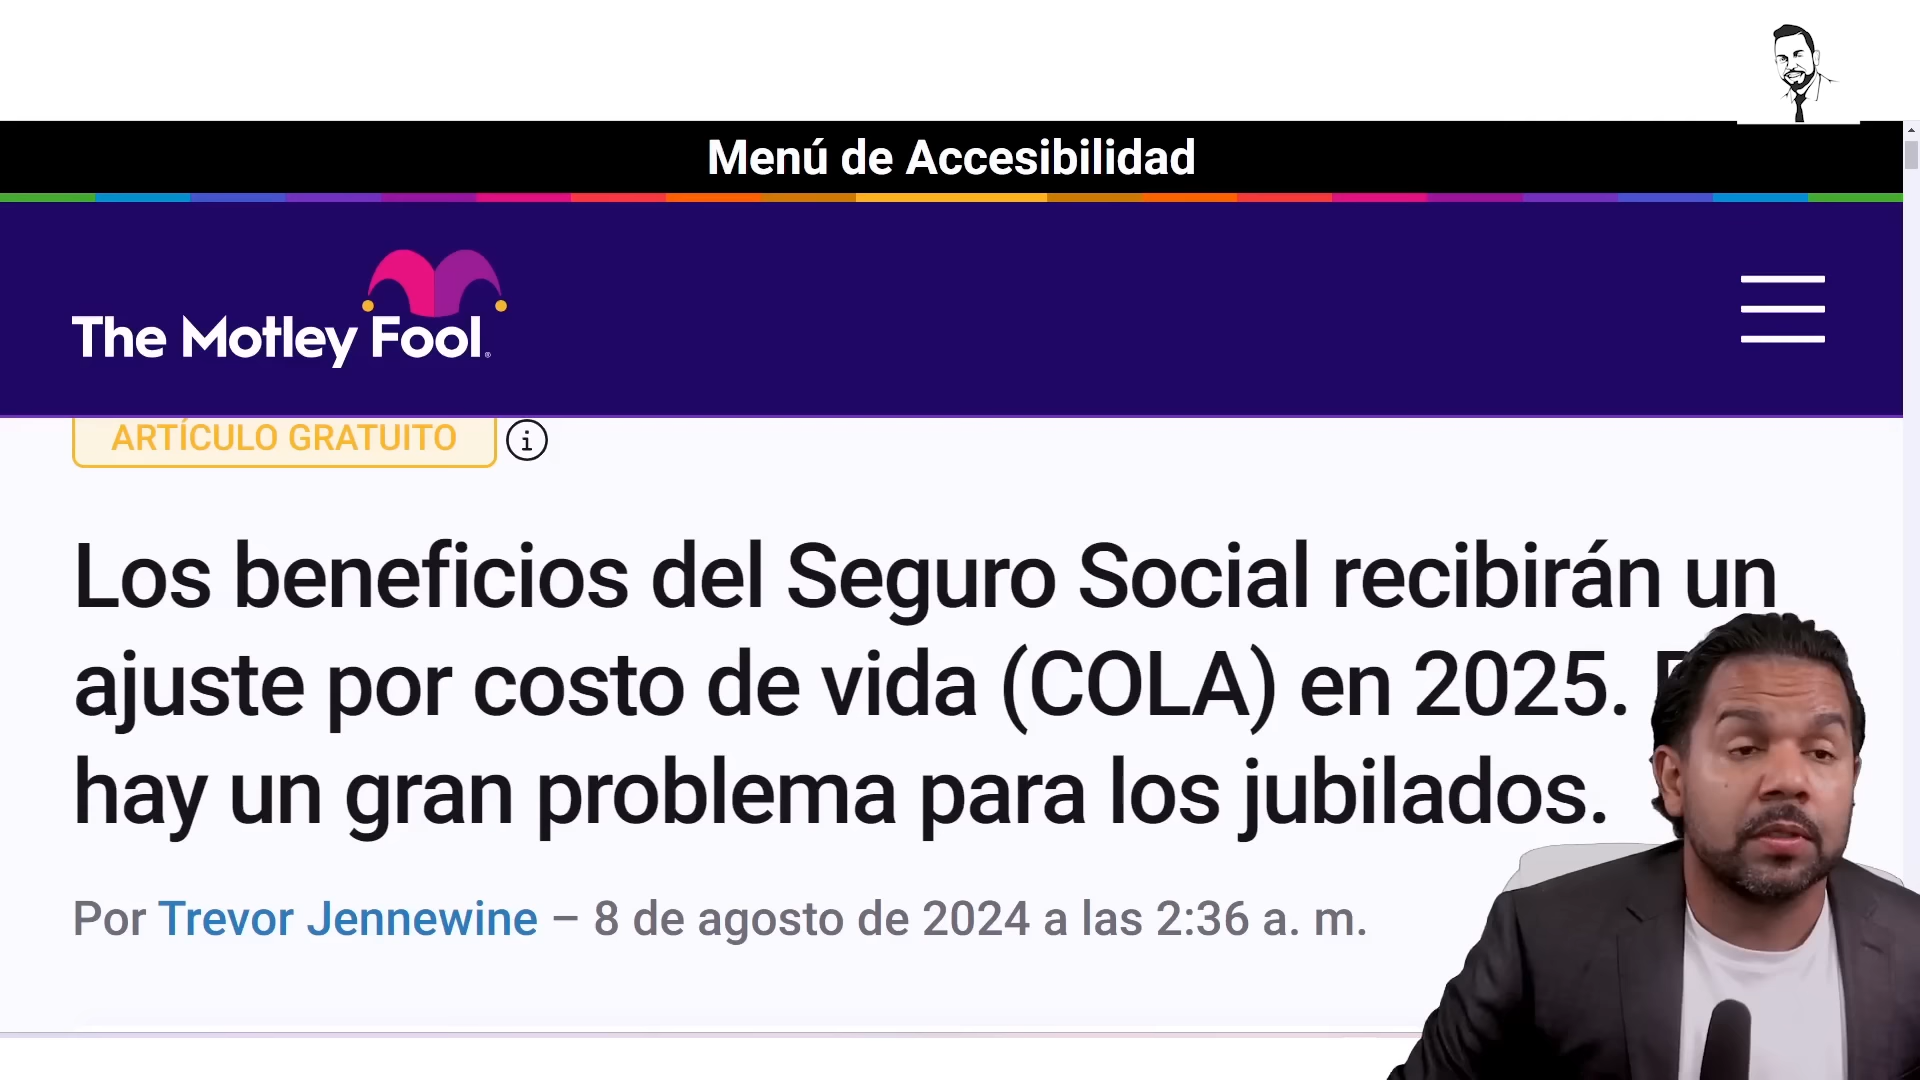 Menú de Accesibilidad
The Motley Fool
ARTÍCULO GRATUITO
Los beneficios del Seguro Social recibirán un
ajuste por costo de vida (COLA) en 2025.
hay un gran problema para los jubilados.
Por Trevor Jennewine – 8 de agosto de 2024 a las 2:36 a. m.